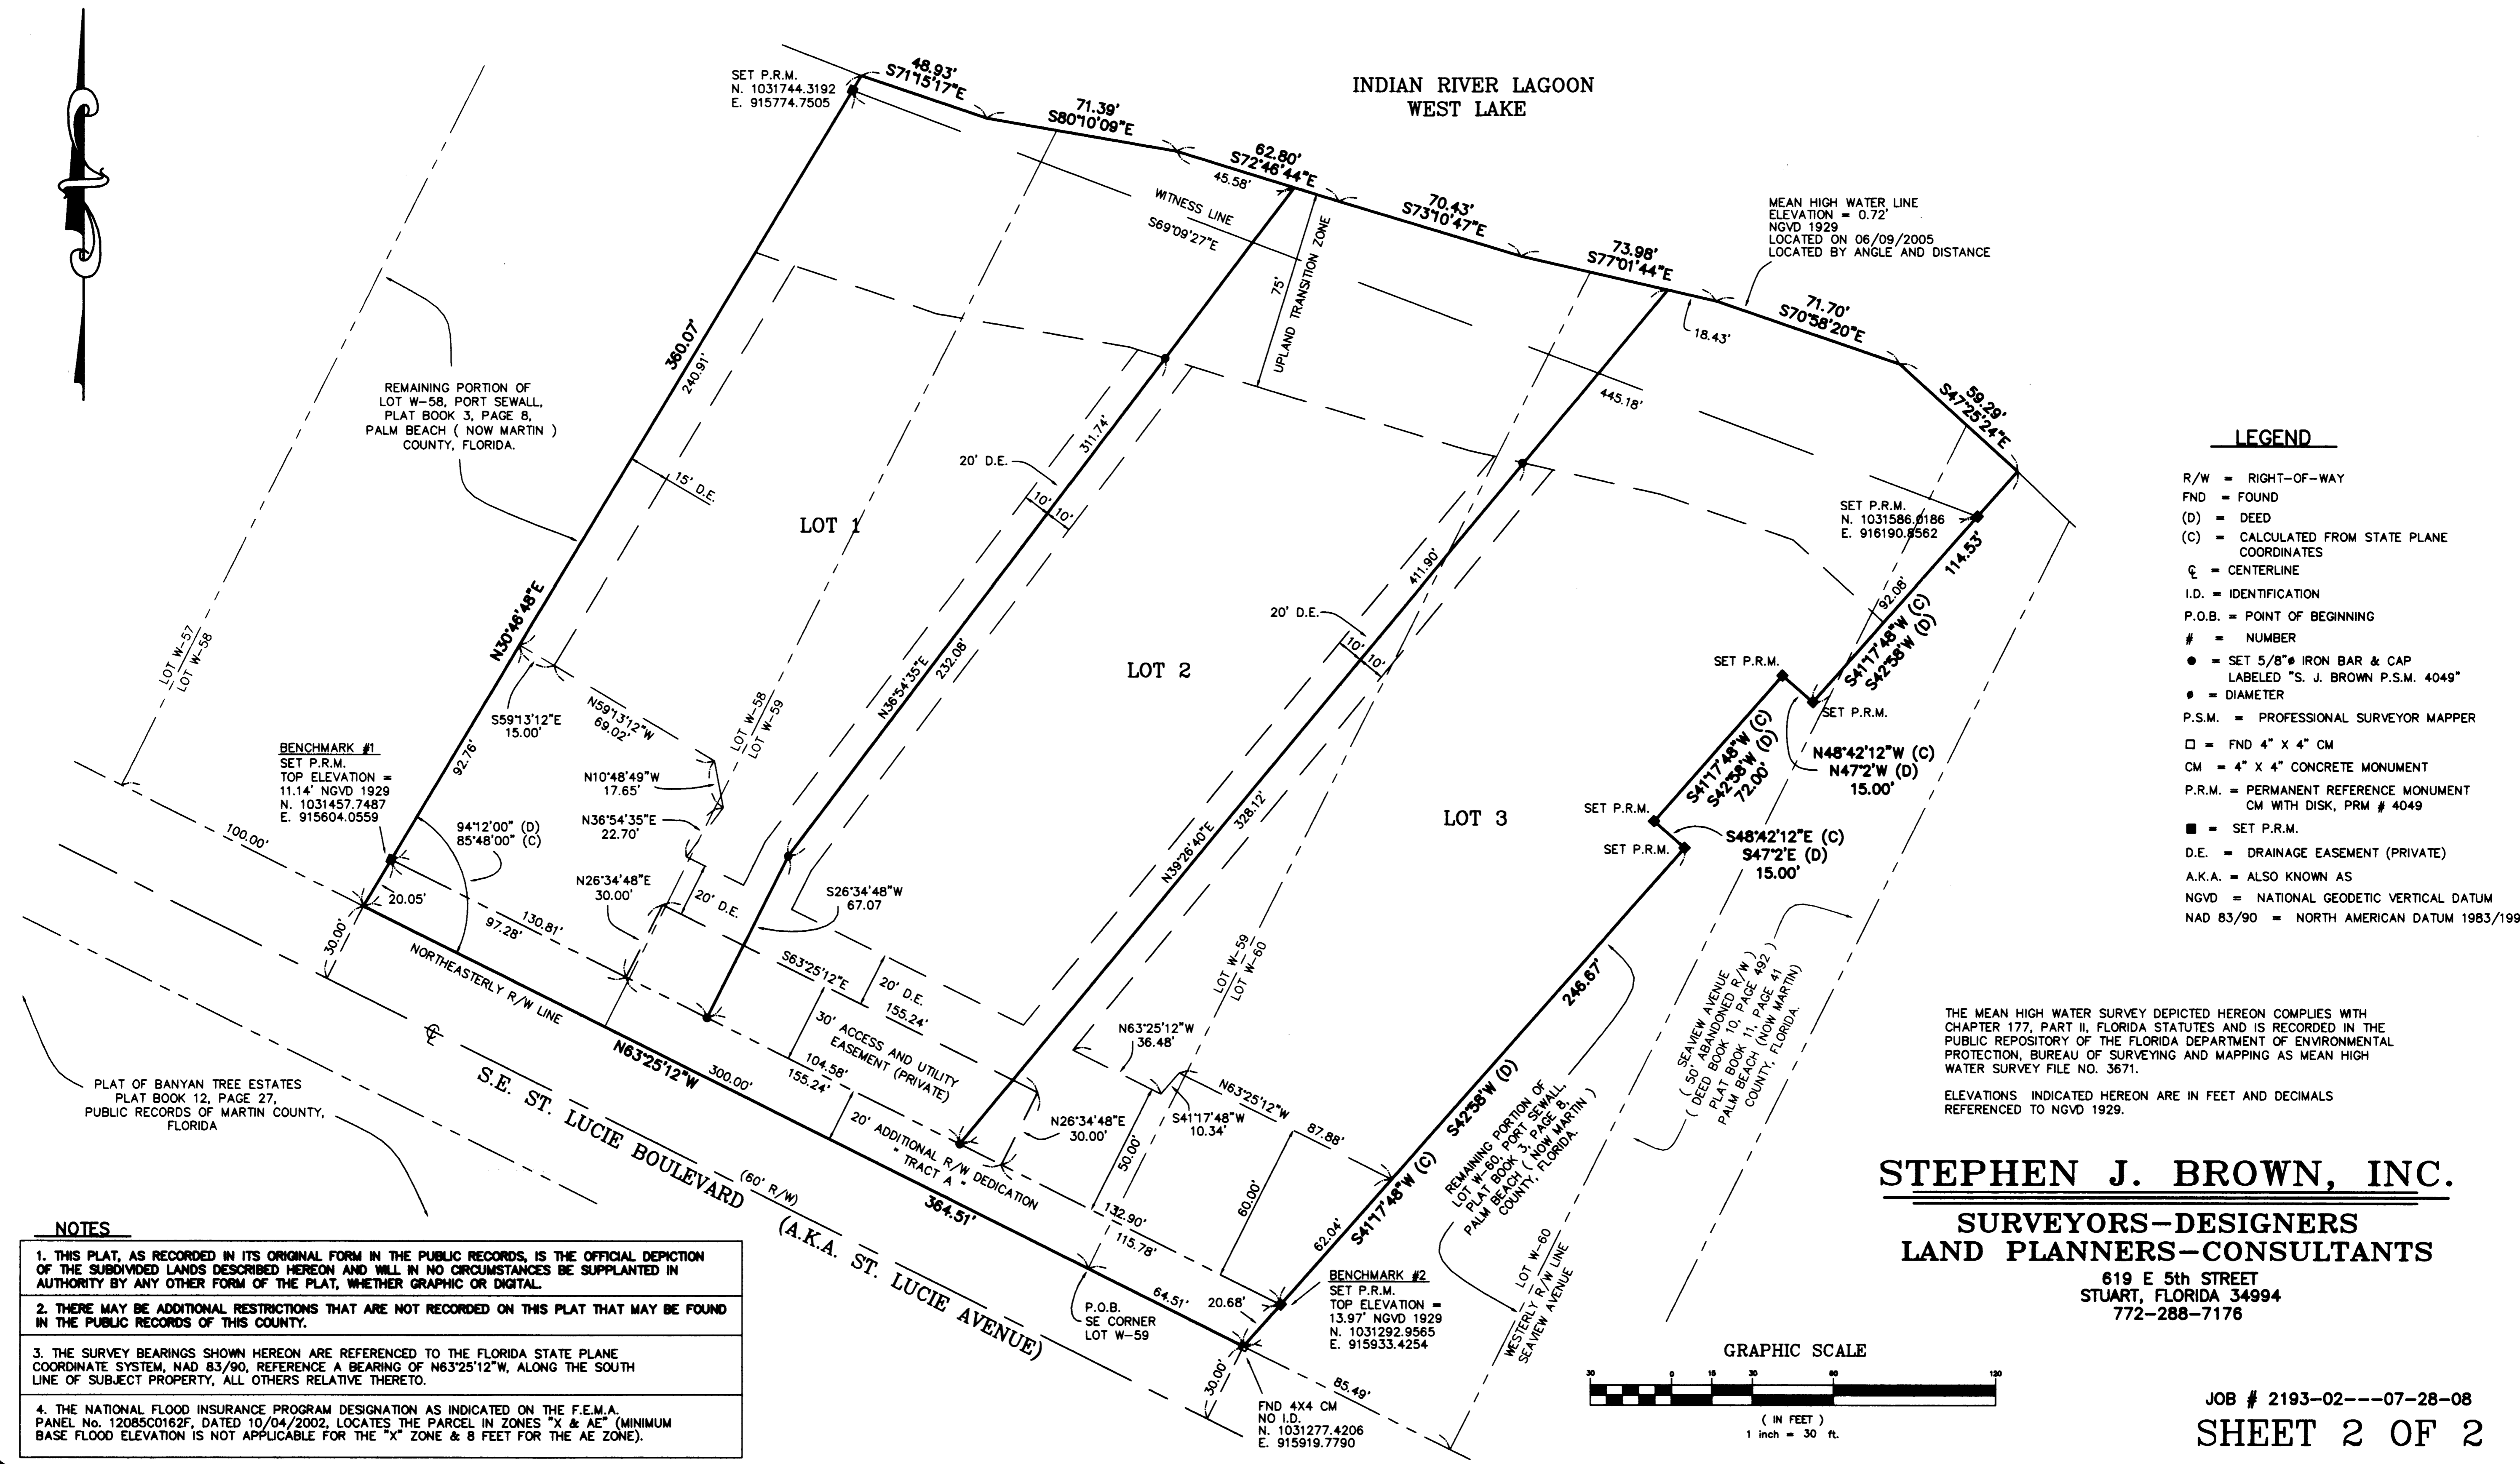 INDIAN RIVER LAGOON
WEST LAKE
SET P.R.M.
N. 1031744.3192
E. 915774.7505
48.93'
S71°15'17"E
71.39'
S80°10'09"E
62.80'
S72°46'44"E
45.58'
70.43'
S73°10'47"E
73.98'
S77°01'44"E
18.43'
71.70'
S70°58'20"E
59.29'
S47°25'24"E
MEAN HIGH WATER LINE
ELEVATION = 0.72'
NGVD 1929
LOCATED ON 06/09/2005
LOCATED BY ANGLE AND DISTANCE
WITNESS LINE
S69°09'27"E
75'
UPLAND TRANSITION ZONE
REMAINING PORTION OF
LOT W-58, PORT SEWALL,
PLAT BOOK 3, PAGE 8,
PALM BEACH ( NOW MARTIN )
COUNTY, FLORIDA.
360.07'
240.91'
15' D.E.
LOT 1
20' D.E.
10'
10'
311.74'
445.18'
SET P.R.M.
N. 1031586.0186
E. 916190.8562
114.53'
92.08'
S41°17'48"W (C)
S42°58'W (D)
411.90'
20' D.E.
10'
10'
N30°46'48"E
LOT W-57
LOT W-58
S59°13'12"E
15.00'
N59°13'12"W
69.02'
LOT W-58
LOT W-59
N36°54'35"E
232.08'
LOT 2
SET P.R.M.
SET P.R.M.
N48°42'12"W (C)
N47°2'W (D)
15.00'
S41°17'48"W (C)
S42°58'W (D)
72.00'
SET P.R.M.
SET P.R.M.
S48°42'12"E (C)
S47°2'E (D)
15.00'
BENCHMARK #1
SET P.R.M.
TOP ELEVATION =
11.14' NGVD 1929
N. 1031457.7487
E. 915604.0559
92.76'
94°12'00" (D)
85°48'00" (C)
N10°48'49"W
17.65'
N36°54'35"E
22.70'
N26°34'48"E
30.00'
20' D.E.
S26°34'48"W
67.07
328.12'
N39°26'40"E
LOT 3
100.00'
20.05'
30.00'
130.81'
97.28'
NORTHEASTERLY R/W LINE
S63°25'12"E
20' D.E.
155.24'
30' ACCESS AND UTILITY
EASEMENT (PRIVATE)
104.58'
155.24'
N63°25'12"W
300.00'
20' ADDITIONAL R/W DEDICATION
" TRACT A "
364.51'
N26°34'48"E
30.00'
N63°25'12"W
36.48'
S41°17'48"W
10.34'
LOT W-59
LOT W-60
N63°25'12"W
87.88'
50.00'
60.00'
132.90'
115.78'
246.67'
S42°58'W (D)
S41°17'48"W (C)
62.04'
REMAINING PORTION OF
LOT W-60, PORT SEWALL,
PLAT BOOK 3, PAGE 8,
PALM BEACH ( NOW MARTIN )
COUNTY, FLORIDA.
SEAVIEW AVENUE
( 50' ABANDONED R/W )
( DEED BOOK 10, PAGE 492 )
PLAT BOOK 11, PAGE 41
PALM BEACH (NOW MARTIN)
COUNTY, FLORIDA.
LOT W-60
WESTERLY R/W LINE
SEAVIEW AVENUE
S.E. ST. LUCIE BOULEVARD
(60' R/W)
(A.K.A. ST. LUCIE AVENUE)
PLAT OF BANYAN TREE ESTATES
PLAT BOOK 12, PAGE 27,
PUBLIC RECORDS OF MARTIN COUNTY,
FLORIDA
P.O.B.
SE CORNER
LOT W-59
64.51'
20.68'
BENCHMARK #2
SET P.R.M.
TOP ELEVATION =
13.97' NGVD 1929
N. 1031292.9565
E. 915933.4254
30.00'
85.49'
FND 4X4 CM
NO I.D.
N. 1031277.4206
E. 915919.7790
NOTES
1. THIS PLAT, AS RECORDED IN ITS ORIGINAL FORM IN THE PUBLIC RECORDS, IS THE OFFICIAL DEPICTION
OF THE SUBDIVIDED LANDS DESCRIBED HEREON AND WILL IN NO CIRCUMSTANCES BE SUPPLANTED IN
AUTHORITY BY ANY OTHER FORM OF THE PLAT, WHETHER GRAPHIC OR DIGITAL.
2. THERE MAY BE ADDITIONAL RESTRICTIONS THAT ARE NOT RECORDED ON THIS PLAT THAT MAY BE FOUND
IN THE PUBLIC RECORDS OF THIS COUNTY.
3. THE SURVEY BEARINGS SHOWN HEREON ARE REFERENCED TO THE FLORIDA STATE PLANE
COORDINATE SYSTEM, NAD 83/90, REFERENCE A BEARING OF N63°25'12"W, ALONG THE SOUTH
LINE OF SUBJECT PROPERTY, ALL OTHERS RELATIVE THERETO.
4. THE NATIONAL FLOOD INSURANCE PROGRAM DESIGNATION AS INDICATED ON THE F.E.M.A.
PANEL No. 12085C0162F, DATED 10/04/2002, LOCATES THE PARCEL IN ZONES "X & AE" (MINIMUM
BASE FLOOD ELEVATION IS NOT APPLICABLE FOR THE "X" ZONE & 8 FEET FOR THE AE ZONE).
LEGEND
R/W = RIGHT-OF-WAY
FND = FOUND
(D) = DEED
(C) = CALCULATED FROM STATE PLANE
COORDINATES
℄ = CENTERLINE
I.D. = IDENTIFICATION
P.O.B. = POINT OF BEGINNING
# = NUMBER
● = SET 5/8"ø IRON BAR & CAP
LABELED "S. J. BROWN P.S.M. 4049"
ø = DIAMETER
P.S.M. = PROFESSIONAL SURVEYOR MAPPER
□ = FND 4" X 4" CM
CM = 4" X 4" CONCRETE MONUMENT
P.R.M. = PERMANENT REFERENCE MONUMENT
CM WITH DISK, PRM # 4049
■ = SET P.R.M.
D.E. = DRAINAGE EASEMENT (PRIVATE)
A.K.A. = ALSO KNOWN AS
NGVD = NATIONAL GEODETIC VERTICAL DATUM
NAD 83/90 = NORTH AMERICAN DATUM 1983/199
THE MEAN HIGH WATER SURVEY DEPICTED HEREON COMPLIES WITH
CHAPTER 177, PART II, FLORIDA STATUTES AND IS RECORDED IN THE
PUBLIC REPOSITORY OF THE FLORIDA DEPARTMENT OF ENVIRONMENTAL
PROTECTION, BUREAU OF SURVEYING AND MAPPING AS MEAN HIGH
WATER SURVEY FILE NO. 3671.
ELEVATIONS INDICATED HEREON ARE IN FEET AND DECIMALS
REFERENCED TO NGVD 1929.
STEPHEN J. BROWN, INC.
SURVEYORS-DESIGNERS
LAND PLANNERS-CONSULTANTS
619 E 5th STREET
STUART, FLORIDA 34994
772-288-7176
GRAPHIC SCALE
30 0 15 30 60 120
( IN FEET )
1 inch = 30 ft.
JOB # 2193-02---07-28-08
SHEET 2 OF 2
℄